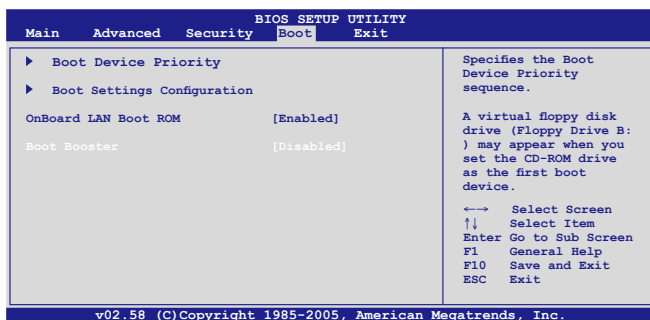 BIOS SETUP UTILITY
Main Advanced Security Boot Exit
Boot Device Priority
Boot Settings Configuration
OnBoard LAN Boot ROM [Enabled]
Boot Booster [Disabled]
Specifies the Boot
Device Priority
sequence.
A virtual floppy disk
drive (Floppy Drive B:
) may appear when you
set the CD-ROM drive
as the first boot
device.
←→ Select Screen
↑↓ Select Item
Enter Go to Sub Screen
F1 General Help
F10 Save and Exit
ESC Exit
v02.58 (C)Copyright 1985-2005, American Megatrends, Inc.